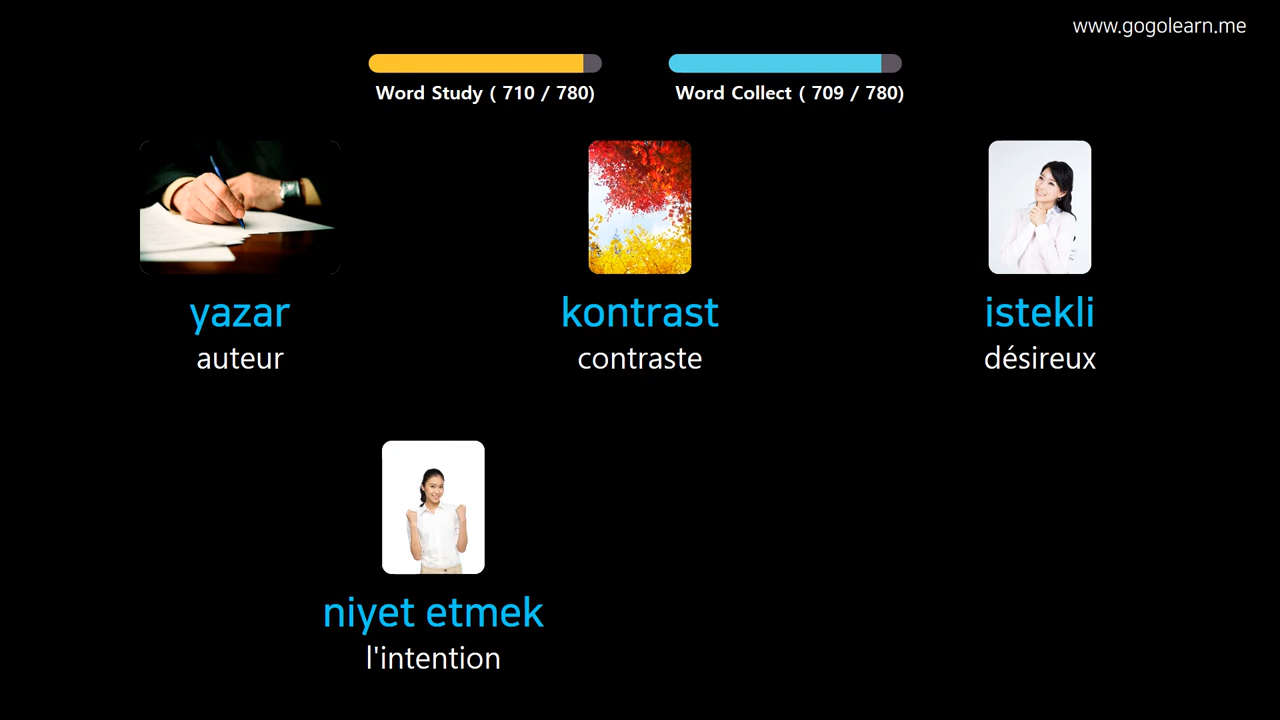 www.gogolearn.me
Word Study ( 710 / 780)
Word Collect ( 709 / 780)
yazar
auteur
kontrast
contraste
istekli
désireux
niyet etmek
l'intention